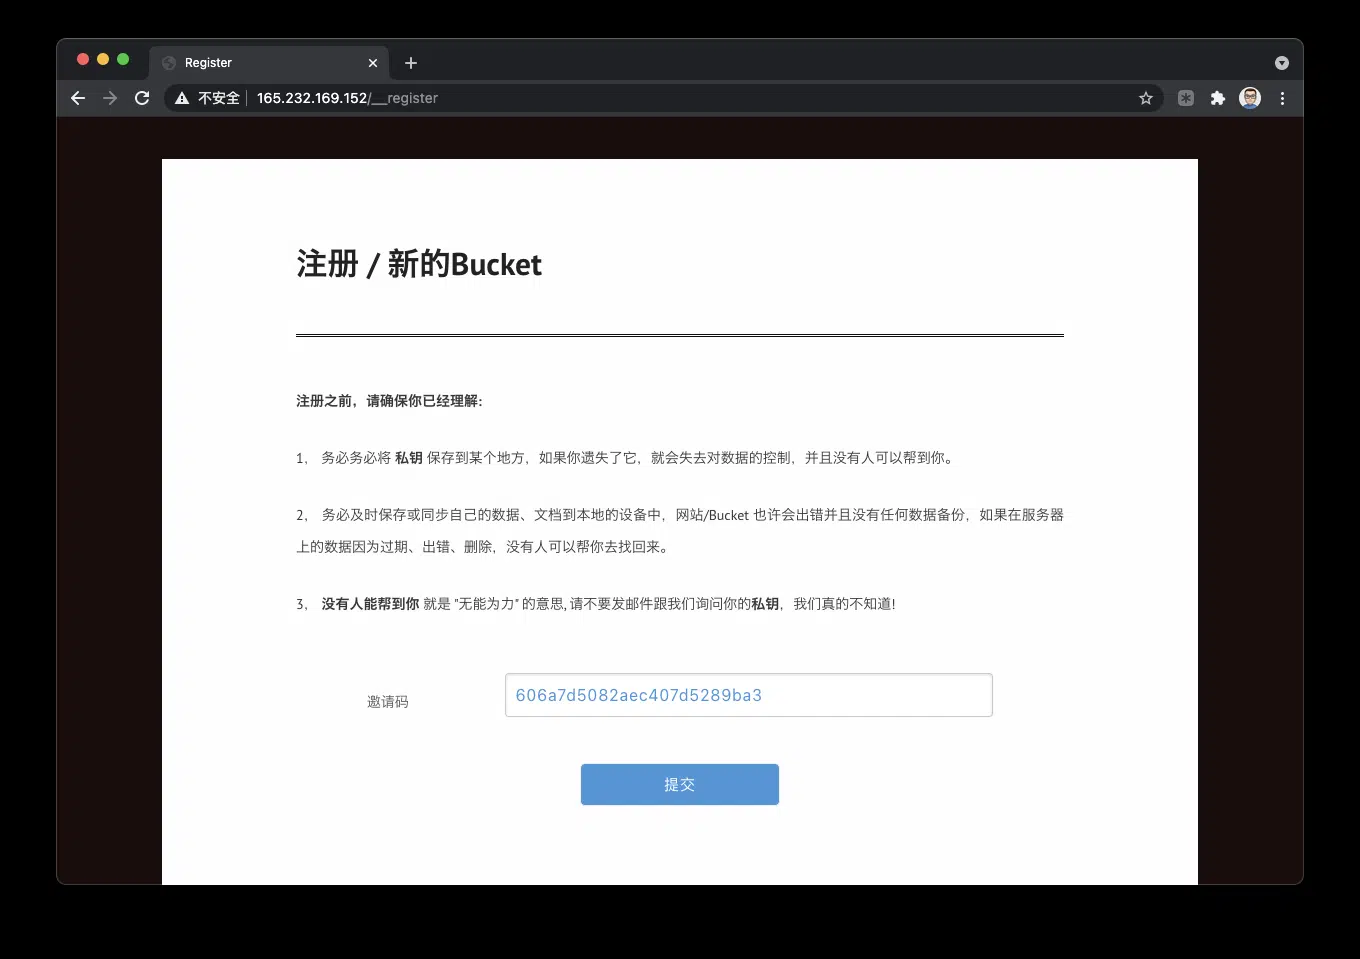 Register
不安全 165.232.169.152/__register
注册 / 新的Bucket
注册之前，请确保你已经理解:
1， 务必务必将 私钥 保存到某个地方，如果你遗失了它，就会失去对数据的控制，并且没有人可以帮到你。
2， 务必及时保存或同步自己的数据、文档到本地的设备中，网站/Bucket 也许会出错并且没有任何数据备份，如果在服务器
上的数据因为过期、出错、删除，没有人可以帮你去找回来。
3， 没有人能帮到你 就是 "无能为力" 的意思, 请不要发邮件跟我们询问你的私钥，我们真的不知道!
邀请码 606a7d5082aec407d5289ba3
提交